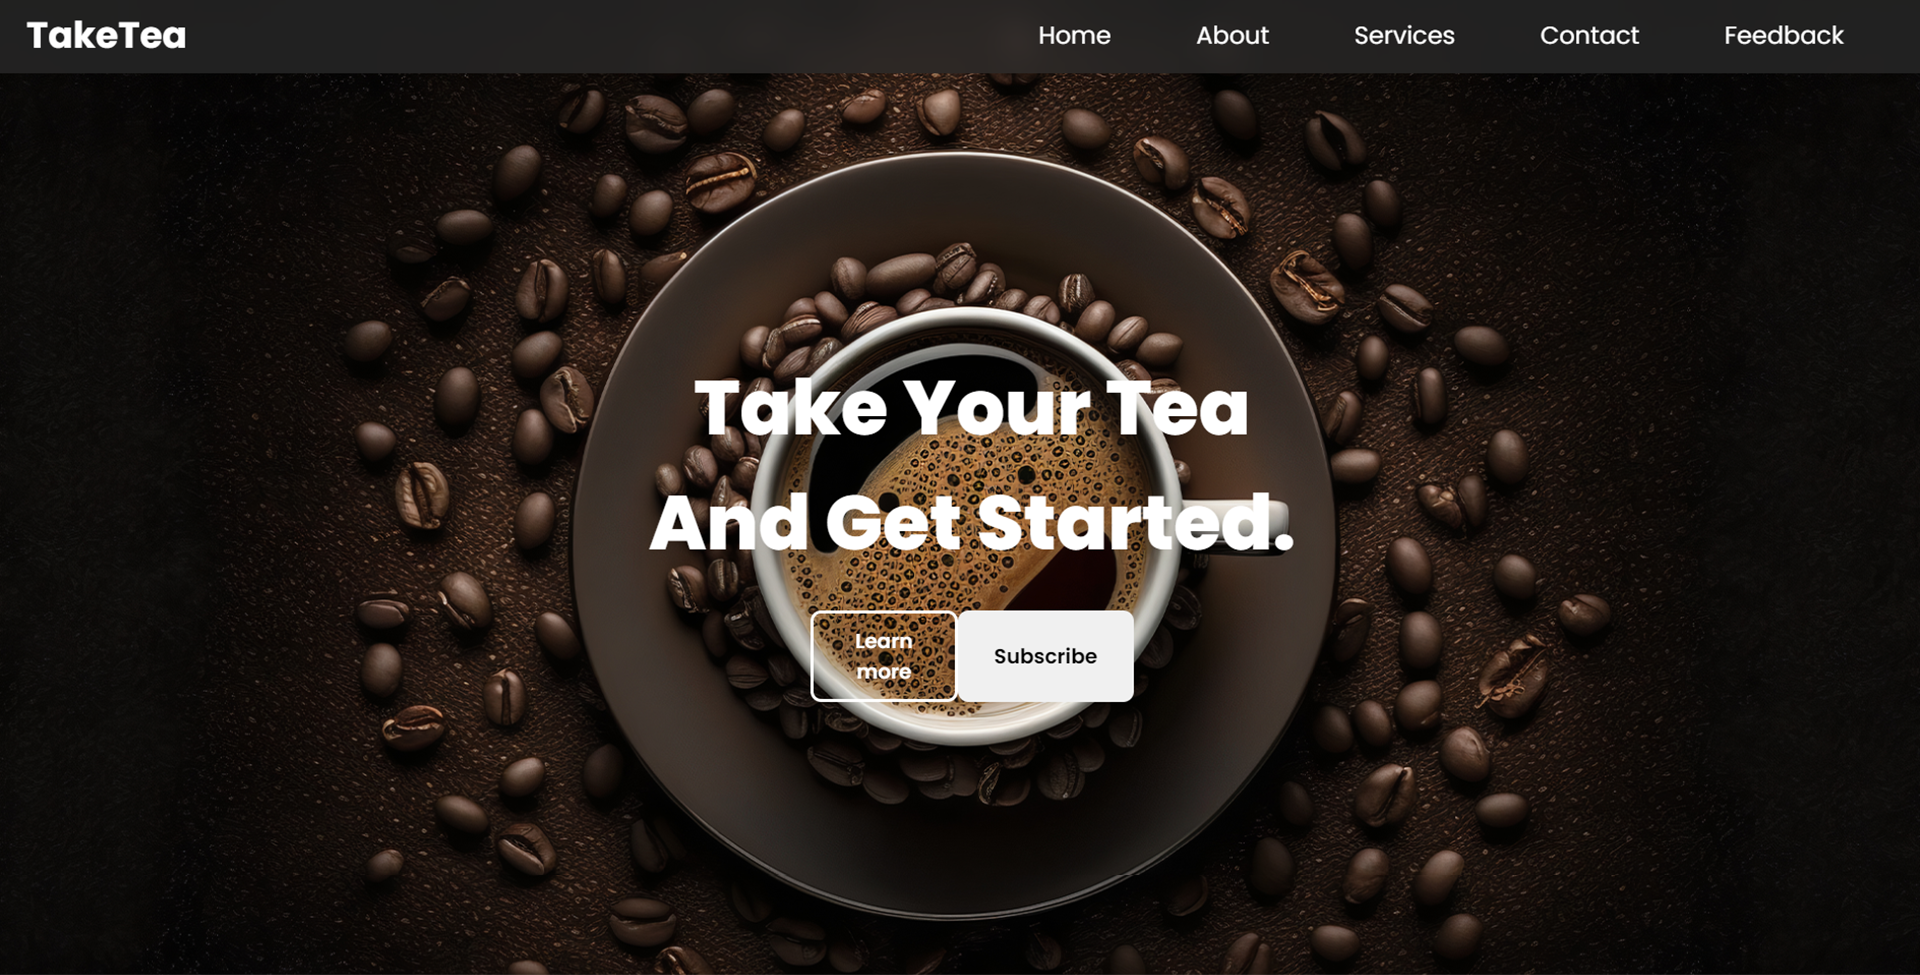 TakeTea
Home
About
Services
Contact
Feedback
Take Your Tea
And Get Started.
Learn
more
Subscribe